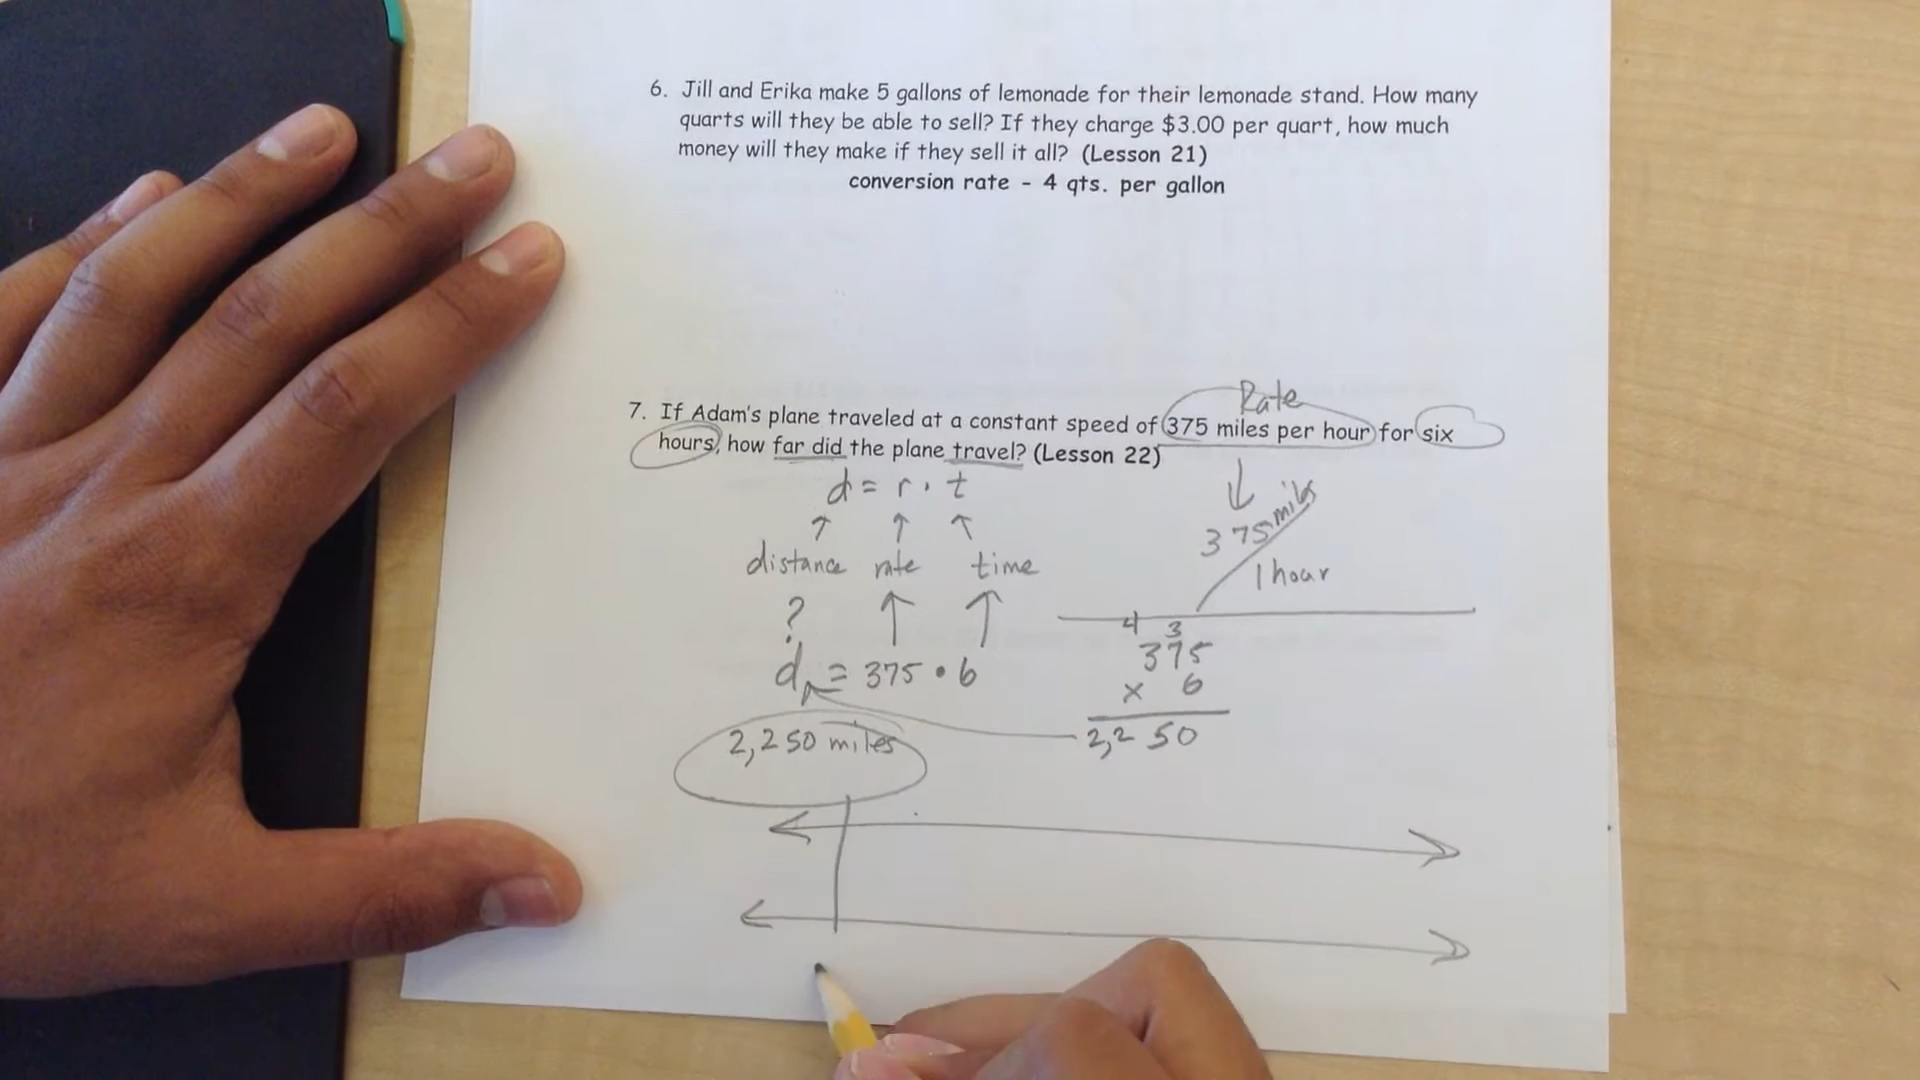 6. Jill and Erika make 5 gallons of lemonade for their lemonade stand. How many
quarts will they be able to sell? If they charge $3.00 per quart, how much
money will they make if they sell it all? (Lesson 21)
conversion rate - 4 qts. per gallon
Rate
7. If Adam's plane traveled at a constant speed of 375 miles per hour for six
hours, how far did the plane travel? (Lesson 22)
d = r · t
375 miles
1 hour
distance rate time
?
d = 375 • 6
4 3
375
x 6
2,250
2,250 miles